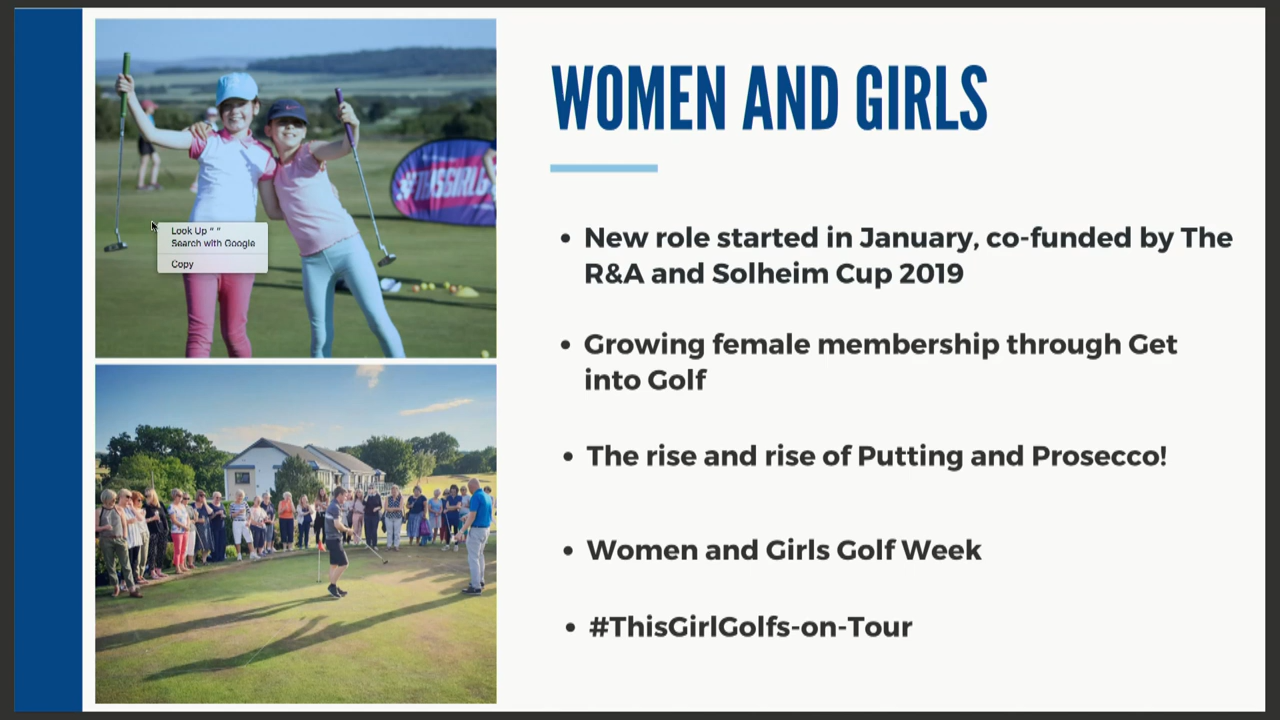 WOMEN AND GIRLS
#THISGIRLG
Look Up “ ”
Search with Google
Copy
• New role started in January, co-funded by The
R&A and Solheim Cup 2019
• Growing female membership through Get
into Golf
• The rise and rise of Putting and Prosecco!
• Women and Girls Golf Week
• #ThisGirlGolfs-on-Tour